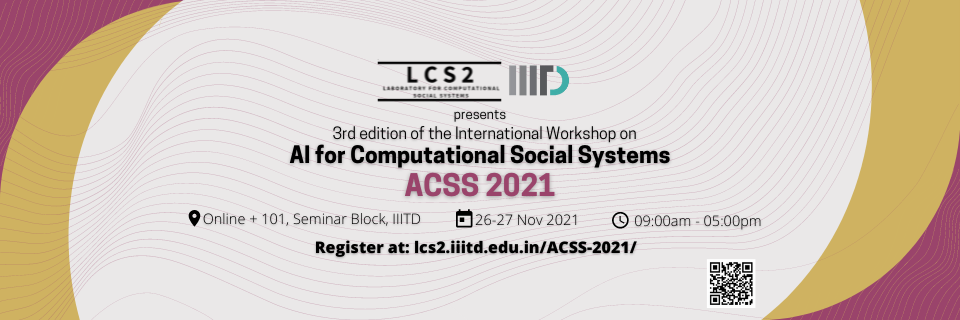 LCS2
LABORATORY FOR COMPUTATIONAL
SOCIAL SYSTEMS
IIITD
presents
3rd edition of the International Workshop on
AI for Computational Social Systems
ACSS 2021
Online + 101, Seminar Block, IIITD
26-27 Nov 2021
09:00am - 05:00pm
Register at: lcs2.iiitd.edu.in/ACSS-2021/